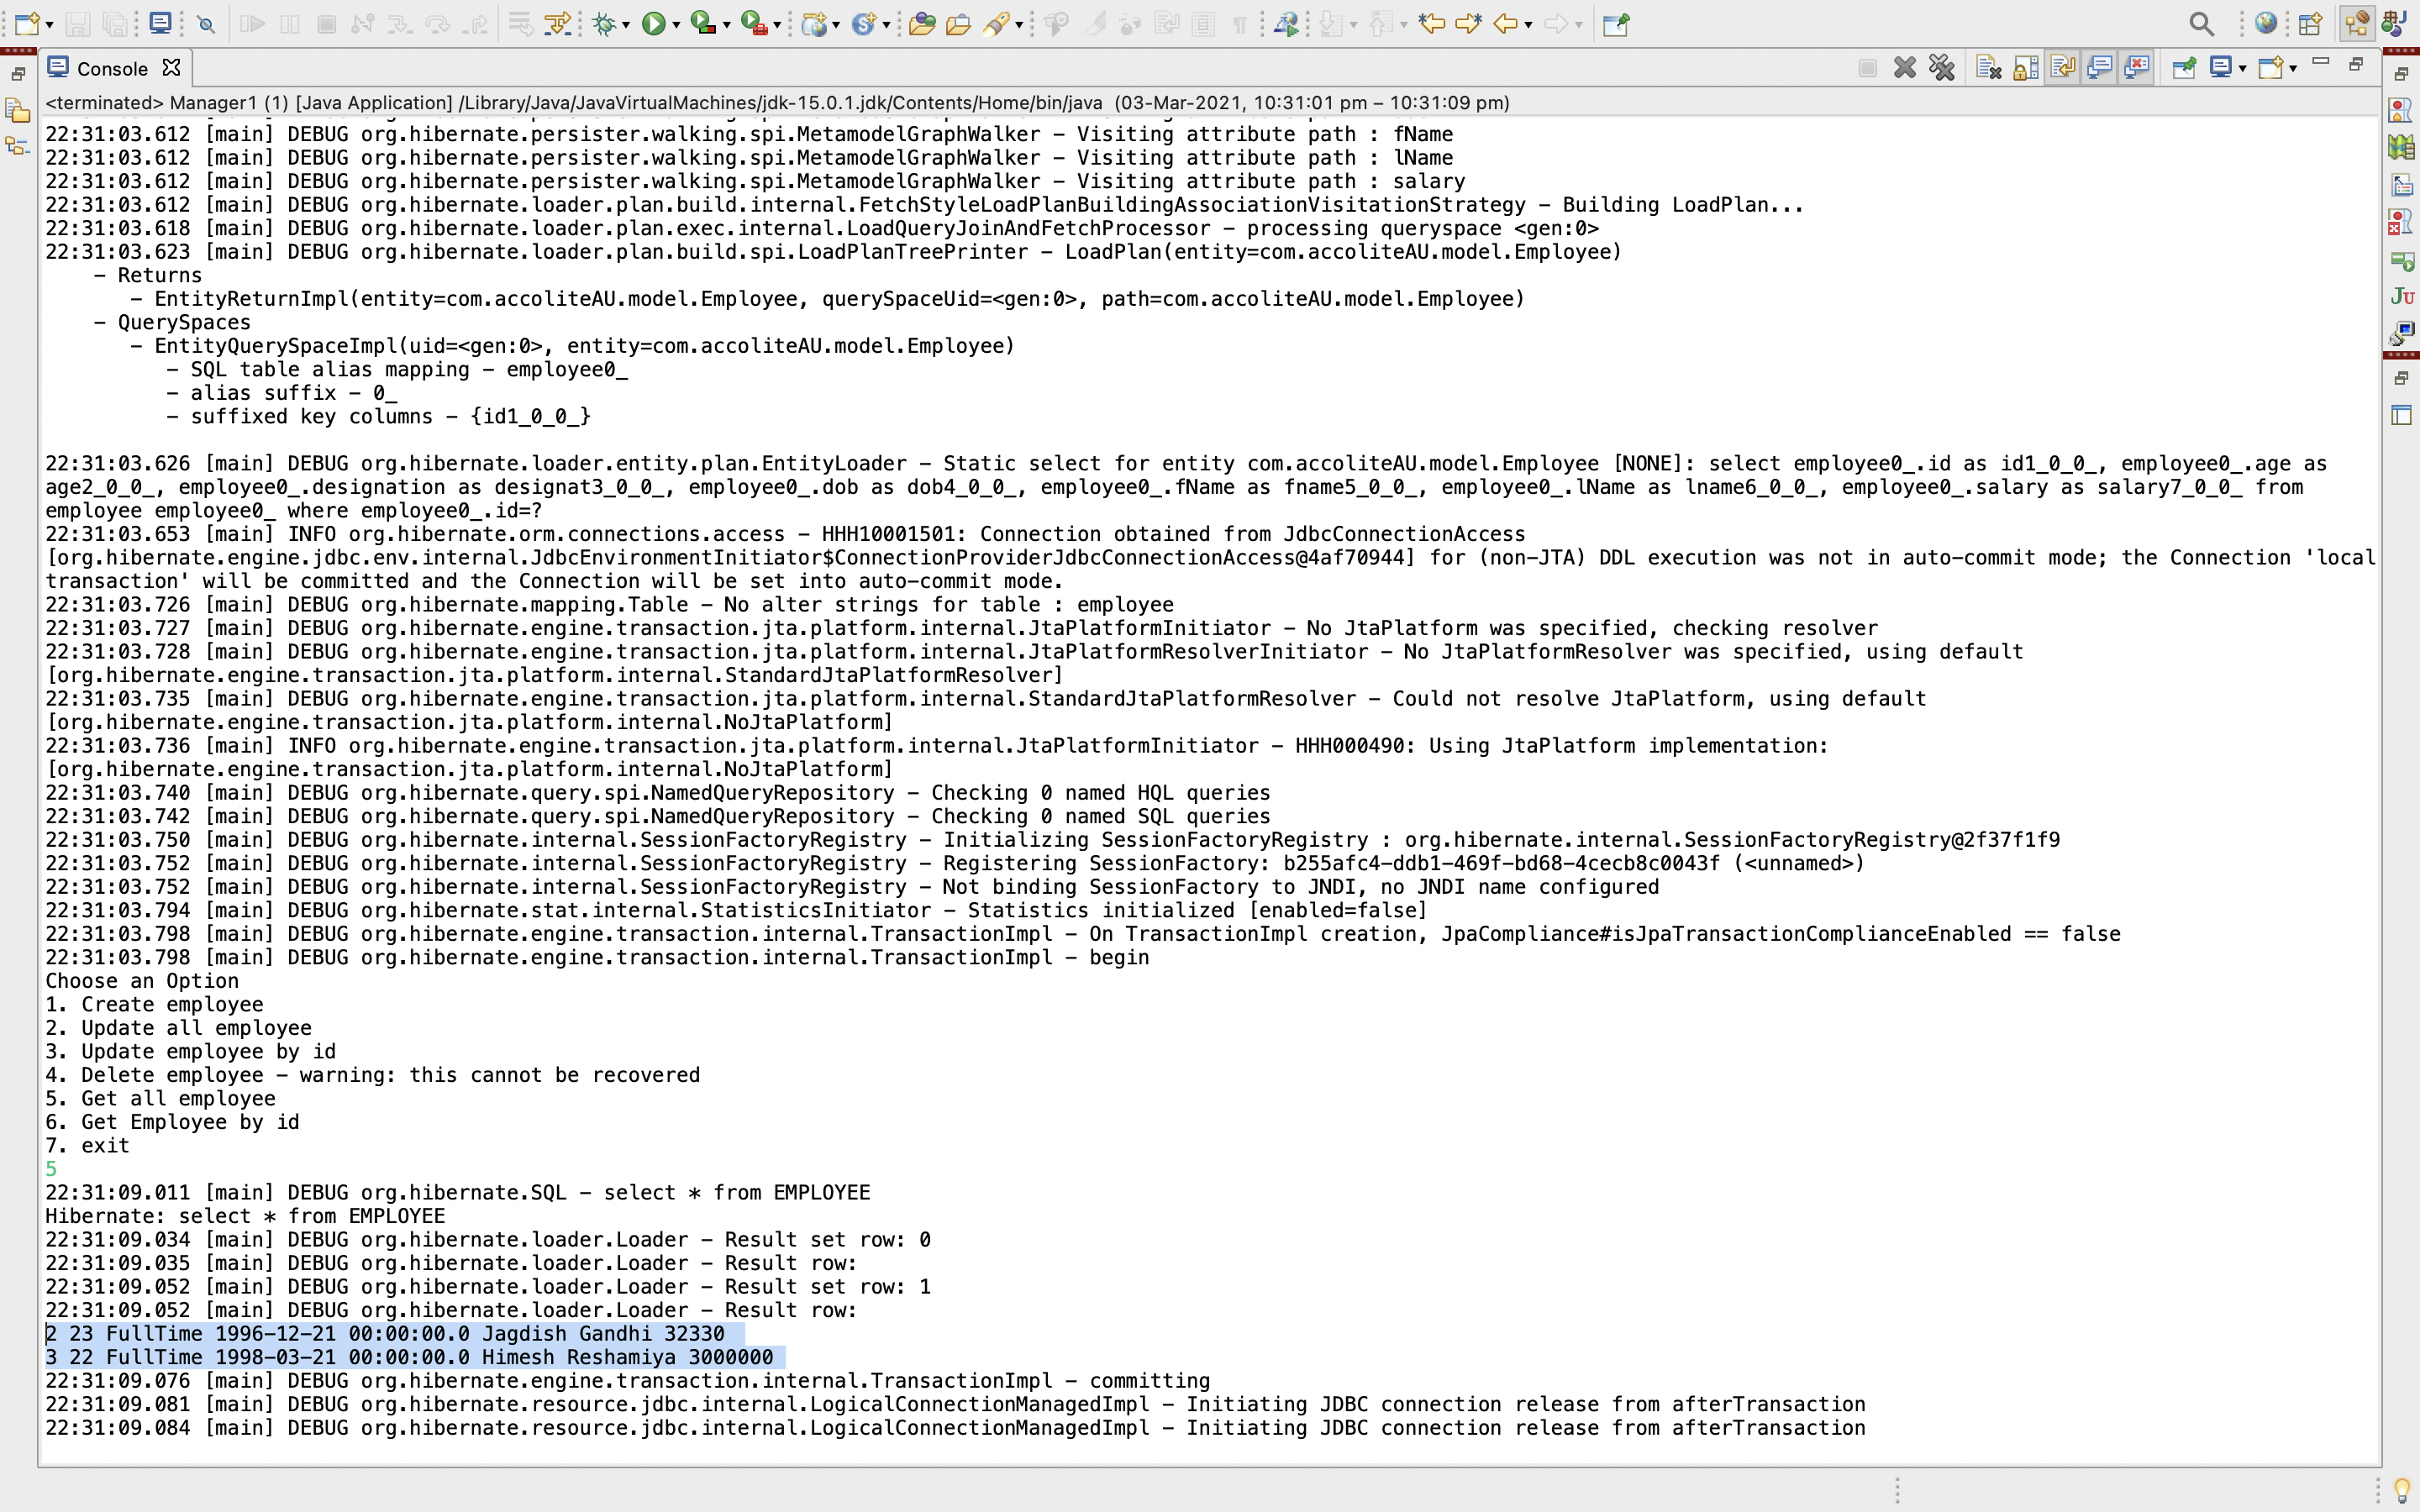 Console
<terminated> Manager1 (1) [Java Application] /Library/Java/JavaVirtualMachines/jdk-15.0.1.jdk/Contents/Home/bin/java (03-Mar-2021, 10:31:01 pm – 10:31:09 pm)
22:31:03.612 [main] DEBUG org.hibernate.persister.walking.spi.MetamodelGraphWalker - Visiting attribute path : fName
22:31:03.612 [main] DEBUG org.hibernate.persister.walking.spi.MetamodelGraphWalker - Visiting attribute path : lName
22:31:03.612 [main] DEBUG org.hibernate.persister.walking.spi.MetamodelGraphWalker - Visiting attribute path : salary
22:31:03.612 [main] DEBUG org.hibernate.loader.plan.build.internal.FetchStyleLoadPlanBuildingAssociationVisitationStrategy - Building LoadPlan...
22:31:03.618 [main] DEBUG org.hibernate.loader.plan.exec.internal.LoadQueryJoinAndFetchProcessor - processing queryspace <gen:0>
22:31:03.623 [main] DEBUG org.hibernate.loader.plan.build.spi.LoadPlanTreePrinter - LoadPlan(entity=com.accoliteAU.model.Employee)
- Returns
- EntityReturnImpl(entity=com.accoliteAU.model.Employee, querySpaceUid=<gen:0>, path=com.accoliteAU.model.Employee)
- QuerySpaces
- EntityQuerySpaceImpl(uid=<gen:0>, entity=com.accoliteAU.model.Employee)
- SQL table alias mapping - employee0_
- alias suffix - 0_
- suffixed key columns - {id1_0_0_}
22:31:03.626 [main] DEBUG org.hibernate.loader.entity.plan.EntityLoader - Static select for entity com.accoliteAU.model.Employee [NONE]: select employee0_.id as id1_0_0_, employee0_.age as
age2_0_0_, employee0_.designation as designat3_0_0_, employee0_.dob as dob4_0_0_, employee0_.fName as fname5_0_0_, employee0_.lName as lname6_0_0_, employee0_.salary as salary7_0_0_ from
employee employee0_ where employee0_.id=?
22:31:03.653 [main] INFO org.hibernate.orm.connections.access - HHH10001501: Connection obtained from JdbcConnectionAccess
[org.hibernate.engine.jdbc.env.internal.JdbcEnvironmentInitiator$ConnectionProviderJdbcConnectionAccess@4af70944] for (non-JTA) DDL execution was not in auto-commit mode; the Connection 'local
transaction' will be committed and the Connection will be set into auto-commit mode.
22:31:03.726 [main] DEBUG org.hibernate.mapping.Table - No alter strings for table : employee
22:31:03.727 [main] DEBUG org.hibernate.engine.transaction.jta.platform.internal.JtaPlatformInitiator - No JtaPlatform was specified, checking resolver
22:31:03.728 [main] DEBUG org.hibernate.engine.transaction.jta.platform.internal.JtaPlatformResolverInitiator - No JtaPlatformResolver was specified, using default
[org.hibernate.engine.transaction.jta.platform.internal.StandardJtaPlatformResolver]
22:31:03.735 [main] DEBUG org.hibernate.engine.transaction.jta.platform.internal.StandardJtaPlatformResolver - Could not resolve JtaPlatform, using default
[org.hibernate.engine.transaction.jta.platform.internal.NoJtaPlatform]
22:31:03.736 [main] INFO org.hibernate.engine.transaction.jta.platform.internal.JtaPlatformInitiator - HHH000490: Using JtaPlatform implementation:
[org.hibernate.engine.transaction.jta.platform.internal.NoJtaPlatform]
22:31:03.740 [main] DEBUG org.hibernate.query.spi.NamedQueryRepository - Checking 0 named HQL queries
22:31:03.742 [main] DEBUG org.hibernate.query.spi.NamedQueryRepository - Checking 0 named SQL queries
22:31:03.750 [main] DEBUG org.hibernate.internal.SessionFactoryRegistry - Initializing SessionFactoryRegistry : org.hibernate.internal.SessionFactoryRegistry@2f37f1f9
22:31:03.752 [main] DEBUG org.hibernate.internal.SessionFactoryRegistry - Registering SessionFactory: b255afc4-ddb1-469f-bd68-4cecb8c0043f (<unnamed>)
22:31:03.752 [main] DEBUG org.hibernate.internal.SessionFactoryRegistry - Not binding SessionFactory to JNDI, no JNDI name configured
22:31:03.794 [main] DEBUG org.hibernate.stat.internal.StatisticsInitiator - Statistics initialized [enabled=false]
22:31:03.798 [main] DEBUG org.hibernate.engine.transaction.internal.TransactionImpl - On TransactionImpl creation, JpaCompliance#isJpaTransactionComplianceEnabled == false
22:31:03.798 [main] DEBUG org.hibernate.engine.transaction.internal.TransactionImpl - begin
Choose an Option
1. Create employee
2. Update all employee
3. Update employee by id
4. Delete employee - warning: this cannot be recovered
5. Get all employee
6. Get Employee by id
7. exit
5
22:31:09.011 [main] DEBUG org.hibernate.SQL - select * from EMPLOYEE
Hibernate: select * from EMPLOYEE
22:31:09.034 [main] DEBUG org.hibernate.loader.Loader - Result set row: 0
22:31:09.035 [main] DEBUG org.hibernate.loader.Loader - Result row:
22:31:09.052 [main] DEBUG org.hibernate.loader.Loader - Result set row: 1
22:31:09.052 [main] DEBUG org.hibernate.loader.Loader - Result row:
2 23 FullTime 1996-12-21 00:00:00.0 Jagdish Gandhi 32330
3 22 FullTime 1998-03-21 00:00:00.0 Himesh Reshamiya 3000000
22:31:09.076 [main] DEBUG org.hibernate.engine.transaction.internal.TransactionImpl - committing
22:31:09.081 [main] DEBUG org.hibernate.resource.jdbc.internal.LogicalConnectionManagedImpl - Initiating JDBC connection release from afterTransaction
22:31:09.084 [main] DEBUG org.hibernate.resource.jdbc.internal.LogicalConnectionManagedImpl - Initiating JDBC connection release from afterTransaction